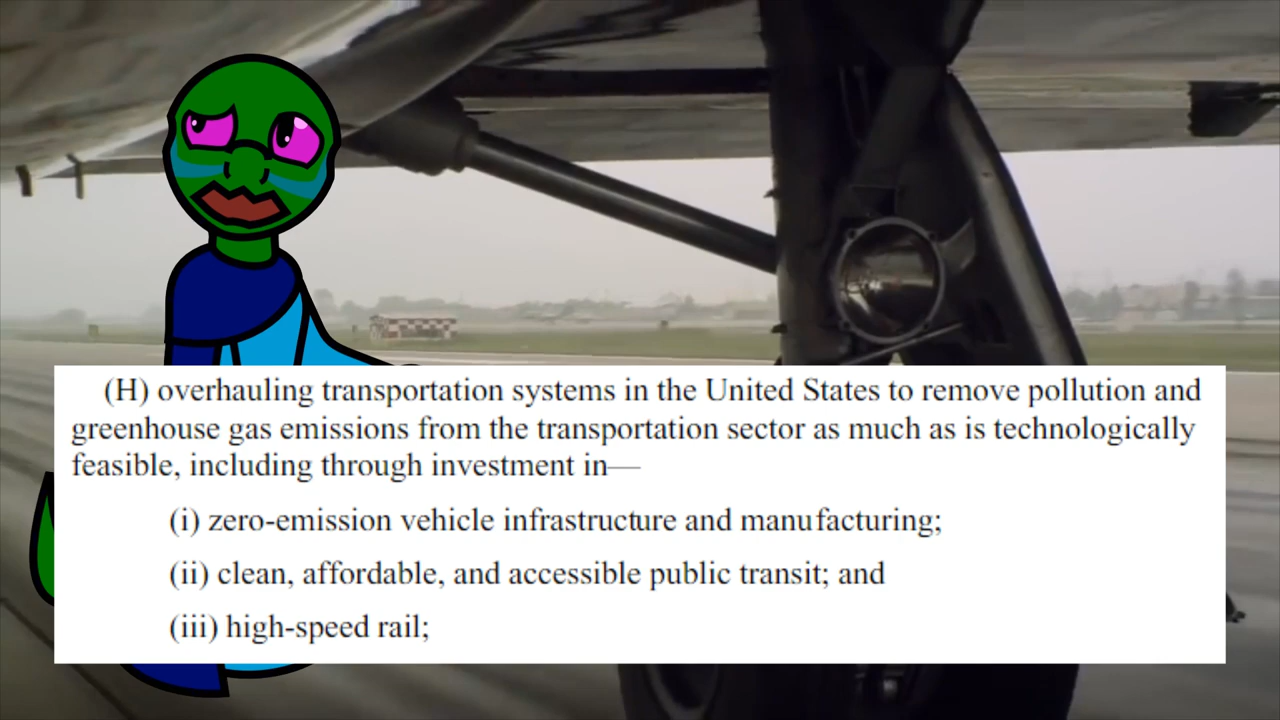 (H) overhauling transportation systems in the United States to remove pollution and
greenhouse gas emissions from the transportation sector as much as is technologically
feasible, including through investment in—
(i) zero-emission vehicle infrastructure and manufacturing;
(ii) clean, affordable, and accessible public transit; and
(iii) high-speed rail;